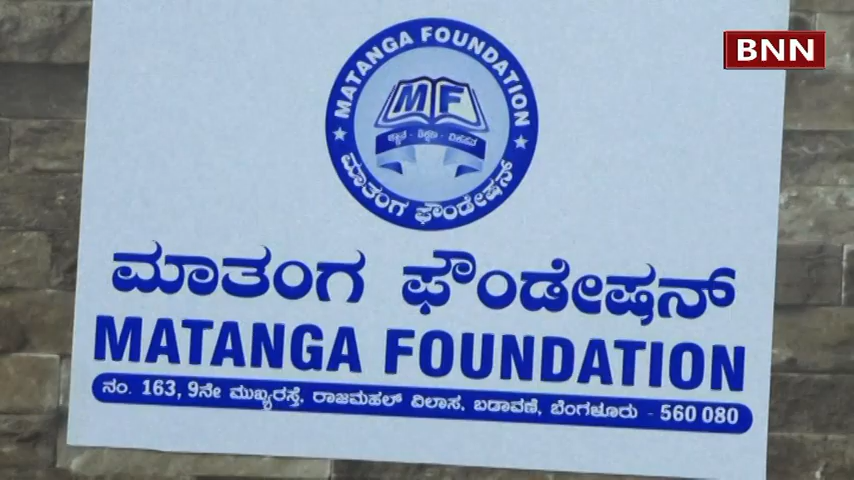 BNN
MATANGA FOUNDATION
MF
ಮಾತಂಗ ಫೌಂಡೇಷನ್
ಮಾತಂಗ ಫೌಂಡೇಷನ್
MATANGA FOUNDATION
ನಂ. 163, 9ನೇ ಮುಖ್ಯರಸ್ತೆ, ರಾಜಮಹಲ್ ವಿಲಾಸ, ಬಡಾವಣೆ, ಬೆಂಗಳೂರು - 560 080